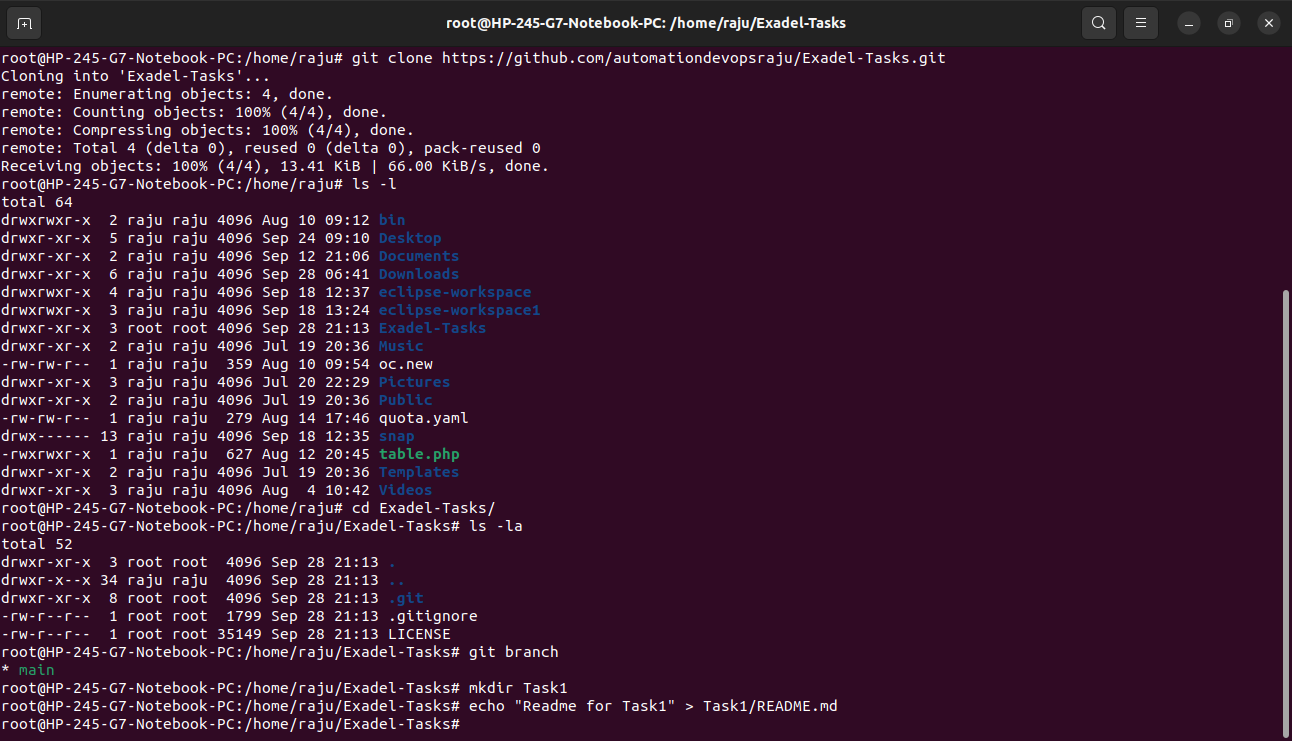 root@HP-245-G7-Notebook-PC: /home/raju/Exadel-Tasks
root@HP-245-G7-Notebook-PC:/home/raju# git clone https://github.com/automationdevopsraju/Exadel-Tasks.git
Cloning into 'Exadel-Tasks'...
remote: Enumerating objects: 4, done.
remote: Counting objects: 100% (4/4), done.
remote: Compressing objects: 100% (4/4), done.
remote: Total 4 (delta 0), reused 0 (delta 0), pack-reused 0
Receiving objects: 100% (4/4), 13.41 KiB | 66.00 KiB/s, done.
root@HP-245-G7-Notebook-PC:/home/raju# ls -l
total 64
drwxrwxr-x  2 raju raju 4096 Aug 10 09:12 bin
drwxr-xr-x  5 raju raju 4096 Sep 24 09:10 Desktop
drwxr-xr-x  2 raju raju 4096 Sep 12 21:06 Documents
drwxr-xr-x  6 raju raju 4096 Sep 28 06:41 Downloads
drwxrwxr-x  4 raju raju 4096 Sep 18 12:37 eclipse-workspace
drwxrwxr-x  3 raju raju 4096 Sep 18 13:24 eclipse-workspace1
drwxr-xr-x  3 root root 4096 Sep 28 21:13 Exadel-Tasks
drwxr-xr-x  2 raju raju 4096 Jul 19 20:36 Music
-rw-rw-r--  1 raju raju  359 Aug 10 09:54 oc.new
drwxr-xr-x  3 raju raju 4096 Jul 20 22:29 Pictures
drwxr-xr-x  2 raju raju 4096 Jul 19 20:36 Public
-rw-rw-r--  1 raju raju  279 Aug 14 17:46 quota.yaml
drwx------ 13 raju raju 4096 Sep 18 12:35 snap
-rwxrwxr-x  1 raju raju  627 Aug 12 20:45 table.php
drwxr-xr-x  2 raju raju 4096 Jul 19 20:36 Templates
drwxr-xr-x  3 raju raju 4096 Aug  4 10:42 Videos
root@HP-245-G7-Notebook-PC:/home/raju# cd Exadel-Tasks/
root@HP-245-G7-Notebook-PC:/home/raju/Exadel-Tasks# ls -la
total 52
drwxr-xr-x  3 root root  4096 Sep 28 21:13 .
drwxr-x--x 34 raju raju  4096 Sep 28 21:13 ..
drwxr-xr-x  8 root root  4096 Sep 28 21:13 .git
-rw-r--r--  1 root root  1799 Sep 28 21:13 .gitignore
-rw-r--r--  1 root root 35149 Sep 28 21:13 LICENSE
root@HP-245-G7-Notebook-PC:/home/raju/Exadel-Tasks# git branch
* main
root@HP-245-G7-Notebook-PC:/home/raju/Exadel-Tasks# mkdir Task1
root@HP-245-G7-Notebook-PC:/home/raju/Exadel-Tasks# echo "Readme for Task1" > Task1/README.md
root@HP-245-G7-Notebook-PC:/home/raju/Exadel-Tasks#